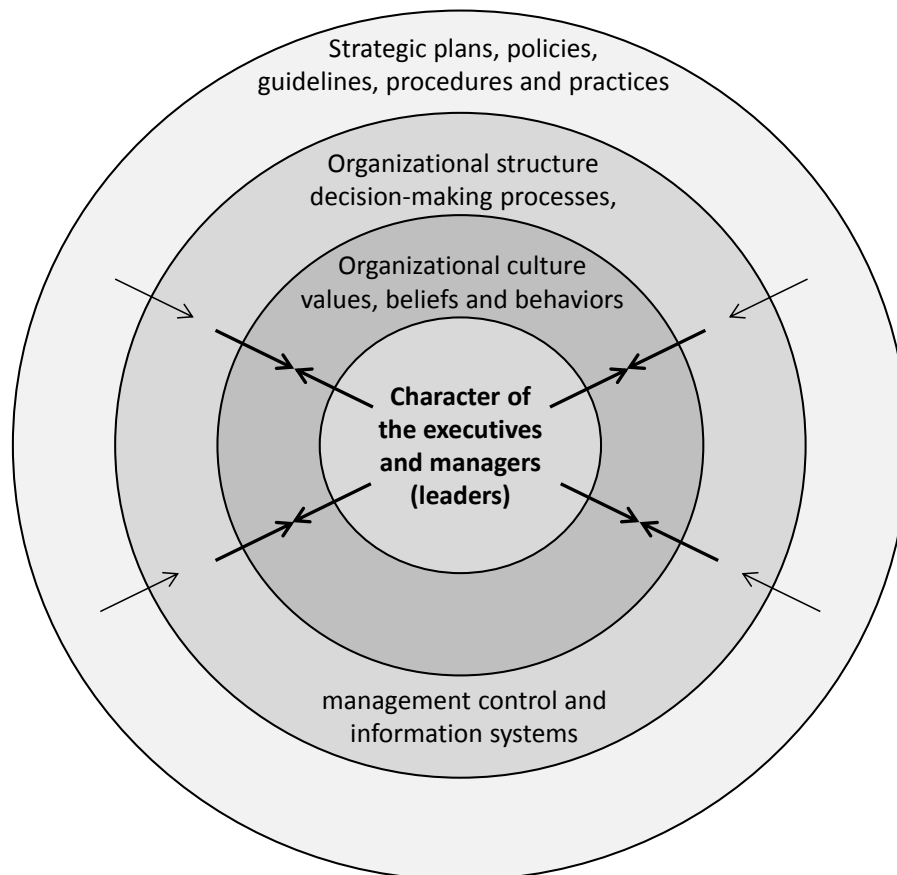 Strategic plans, policies,
guidelines, procedures and practices
Organizational structure
decision-making processes,
Organizational culture
values, beliefs and behaviors
Character of
the executives
and managers
(leaders)
management control and
information systems